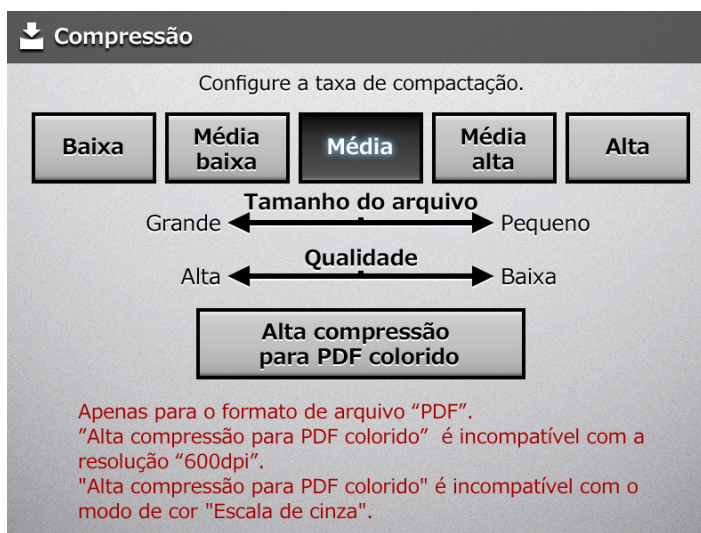 Compressão
Configure a taxa de compactação.
Baixa
Média
baixa
Média
Média
alta
Alta
Tamanho do arquivo
Grande
Pequeno
Qualidade
Alta
Baixa
Alta compressão
para PDF colorido
Apenas para o formato de arquivo “PDF”.
”Alta compressão para PDF colorido”  é incompatível com a
resolução “600dpi”.
"Alta compressão para PDF colorido" é incompatível com o
modo de cor "Escala de cinza".